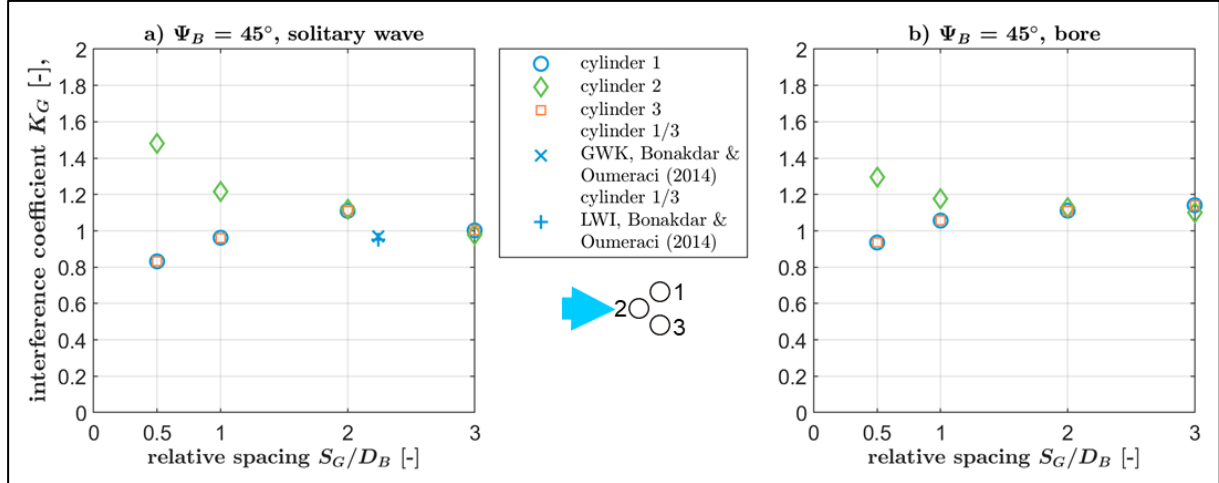 a) Ψ_B = 45°, solitary wave
interference coefficient K_G [-],
2
1.8
1.6
1.4
1.2
1
0.8
0.6
0.4
0.2
0
0 0.5 1 2 3
relative spacing S_G/D_B [-]
cylinder 1
cylinder 2
cylinder 3
cylinder 1/3
GWK, Bonakdar &
Oumeraci (2014)
cylinder 1/3
LWI, Bonakdar &
Oumeraci (2014)
1
2
3
b) Ψ_B = 45°, bore
2
1.8
1.6
1.4
1.2
1
0.8
0.6
0.4
0.2
0
0 0.5 1 2 3
relative spacing S_G/D_B [-]